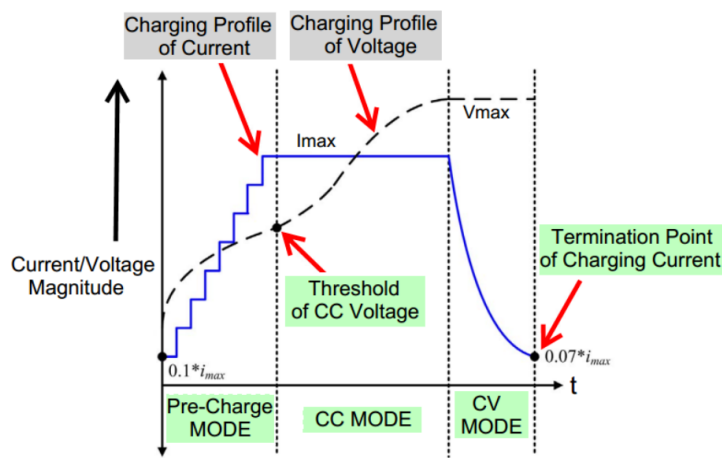 Charging Profile
of Current
Charging Profile
of Voltage
Vmax
Imax
Current/Voltage
Magnitude
Threshold
of CC Voltage
Termination Point
of Charging Current
0.1*imax
0.07*imax
t
Pre-Charge
MODE
CC MODE
CV
MODE